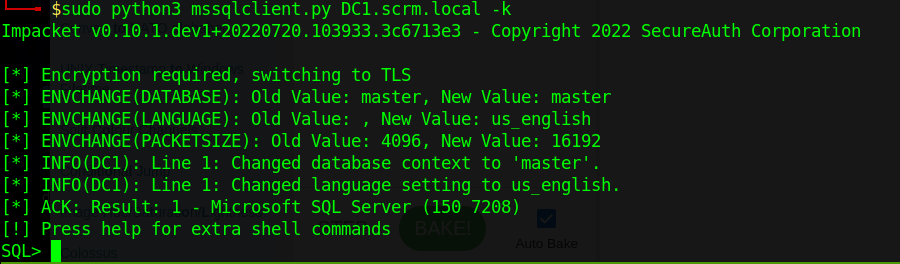 $sudo python3 mssqlclient.py DC1.scrm.local -k
Impacket v0.10.1.dev1+20220720.103933.3c6713e3 - Copyright 2022 SecureAuth Corporation
[*] Encryption required, switching to TLS
[*] ENVCHANGE(DATABASE): Old Value: master, New Value: master
[*] ENVCHANGE(LANGUAGE): Old Value: , New Value: us_english
[*] ENVCHANGE(PACKETSIZE): Old Value: 4096, New Value: 16192
[*] INFO(DC1): Line 1: Changed database context to 'master'.
[*] INFO(DC1): Line 1: Changed language setting to us_english.
[*] ACK: Result: 1 - Microsoft SQL Server (150 7208)
[!] Press help for extra shell commands
BAKE!
Auto Bake
SQL>
Colossus